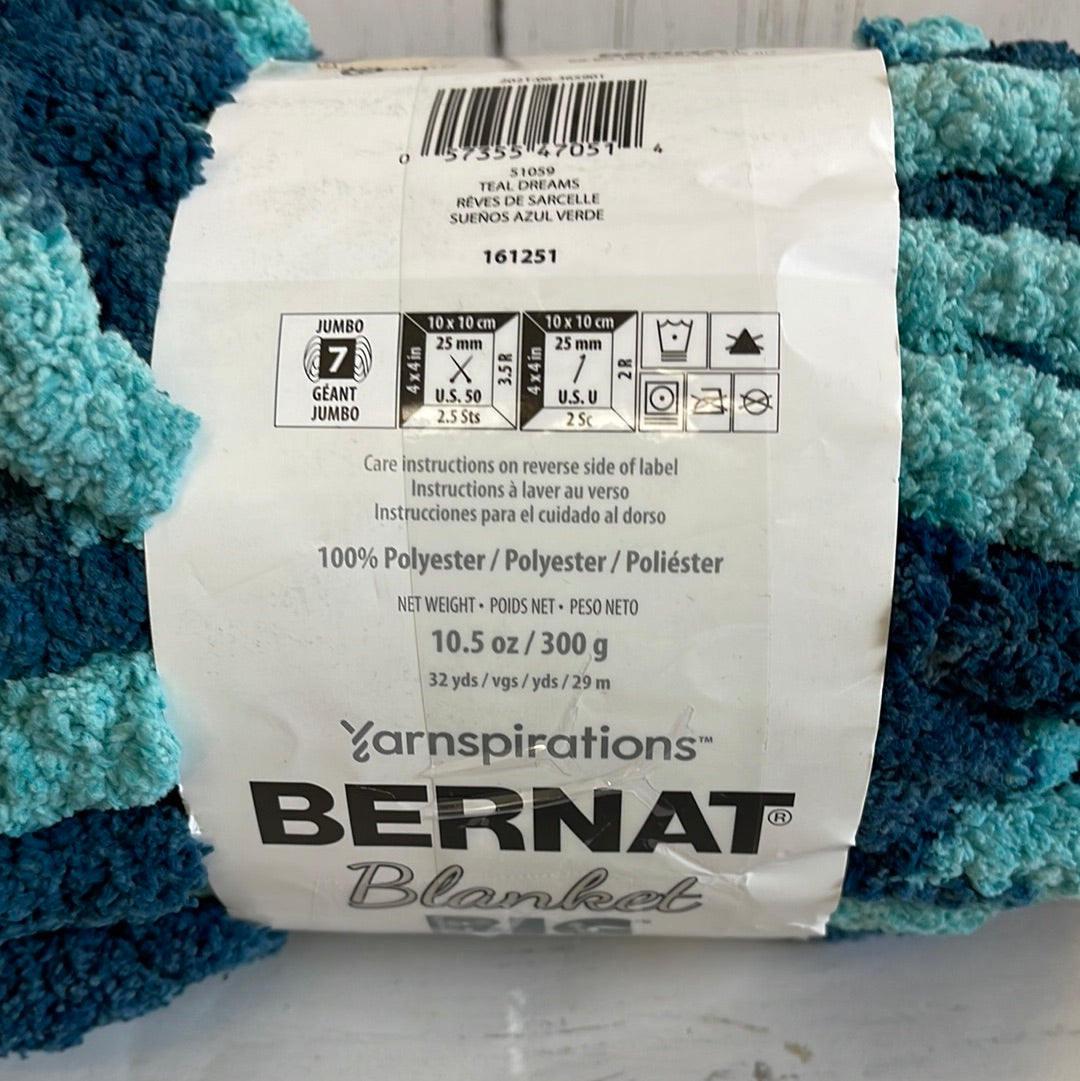 0 57355 47051 4
51059
TEAL DREAMS
RÊVES DE SARCELLE
SUEÑOS AZUL VERDE
161251
JUMBO
7
GÉANT
JUMBO
10 x 10 cm
4 x 4 in
25 mm
U.S. 50
3.5 R
2.5 Sts
10 x 10 cm
4 x 4 in
25 mm
U.S. U
2 R
2 Sc
Care instructions on reverse side of label
Instructions à laver au verso
Instrucciones para el cuidado al dorso
100% Polyester / Polyester / Poliéster
NET WEIGHT • POIDS NET • PESO NETO
10.5 oz / 300 g
32 yds / vgs / yds / 29 m
Yarnspirations™
BERNAT®
Blanket
BIG™